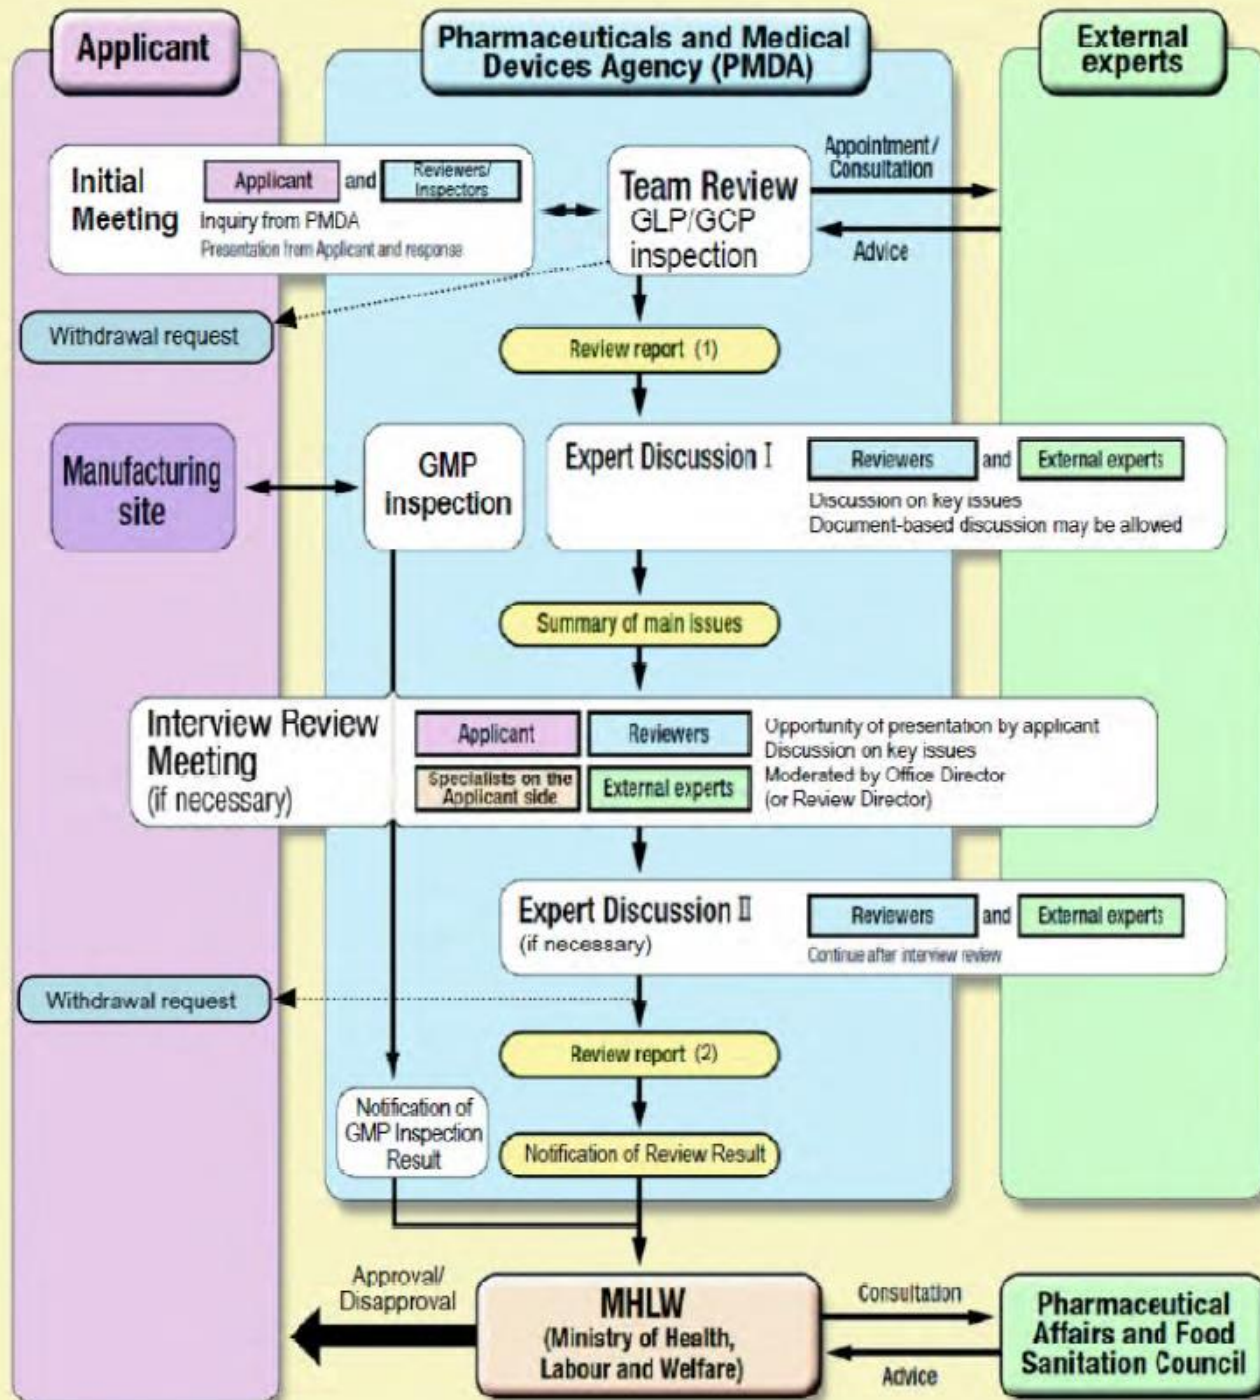 Applicant
Pharmaceuticals and Medical
Devices Agency (PMDA)
External
experts
Initial
Meeting
Applicant
and
Reviewers/
Inspectors
Inquiry from PMDA
Presentation from Applicant and response
Team Review
GLP/GCP
inspection
Appointment/
Consultation
Advice
Withdrawal request
Review report (1)
Manufacturing
site
GMP
inspection
Expert Discussion Ⅰ
Reviewers
and
External experts
Discussion on key issues
Document-based discussion may be allowed
Summary of main issues
Interview Review
Meeting
(if necessary)
Applicant
Reviewers
Specialists on the
Applicant side
External experts
Opportunity of presentation by applicant
Discussion on key issues
Moderated by Office Director
(or Review Director)
Expert Discussion Ⅱ
(if necessary)
Reviewers
and
External experts
Continue after interview review
Withdrawal request
Review report (2)
Notification of
GMP Inspection
Result
Notification of Review Result
Approval/
Disapproval
MHLW
(Ministry of Health,
Labour and Welfare)
Consultation
Advice
Pharmaceutical
Affairs and Food
Sanitation Council